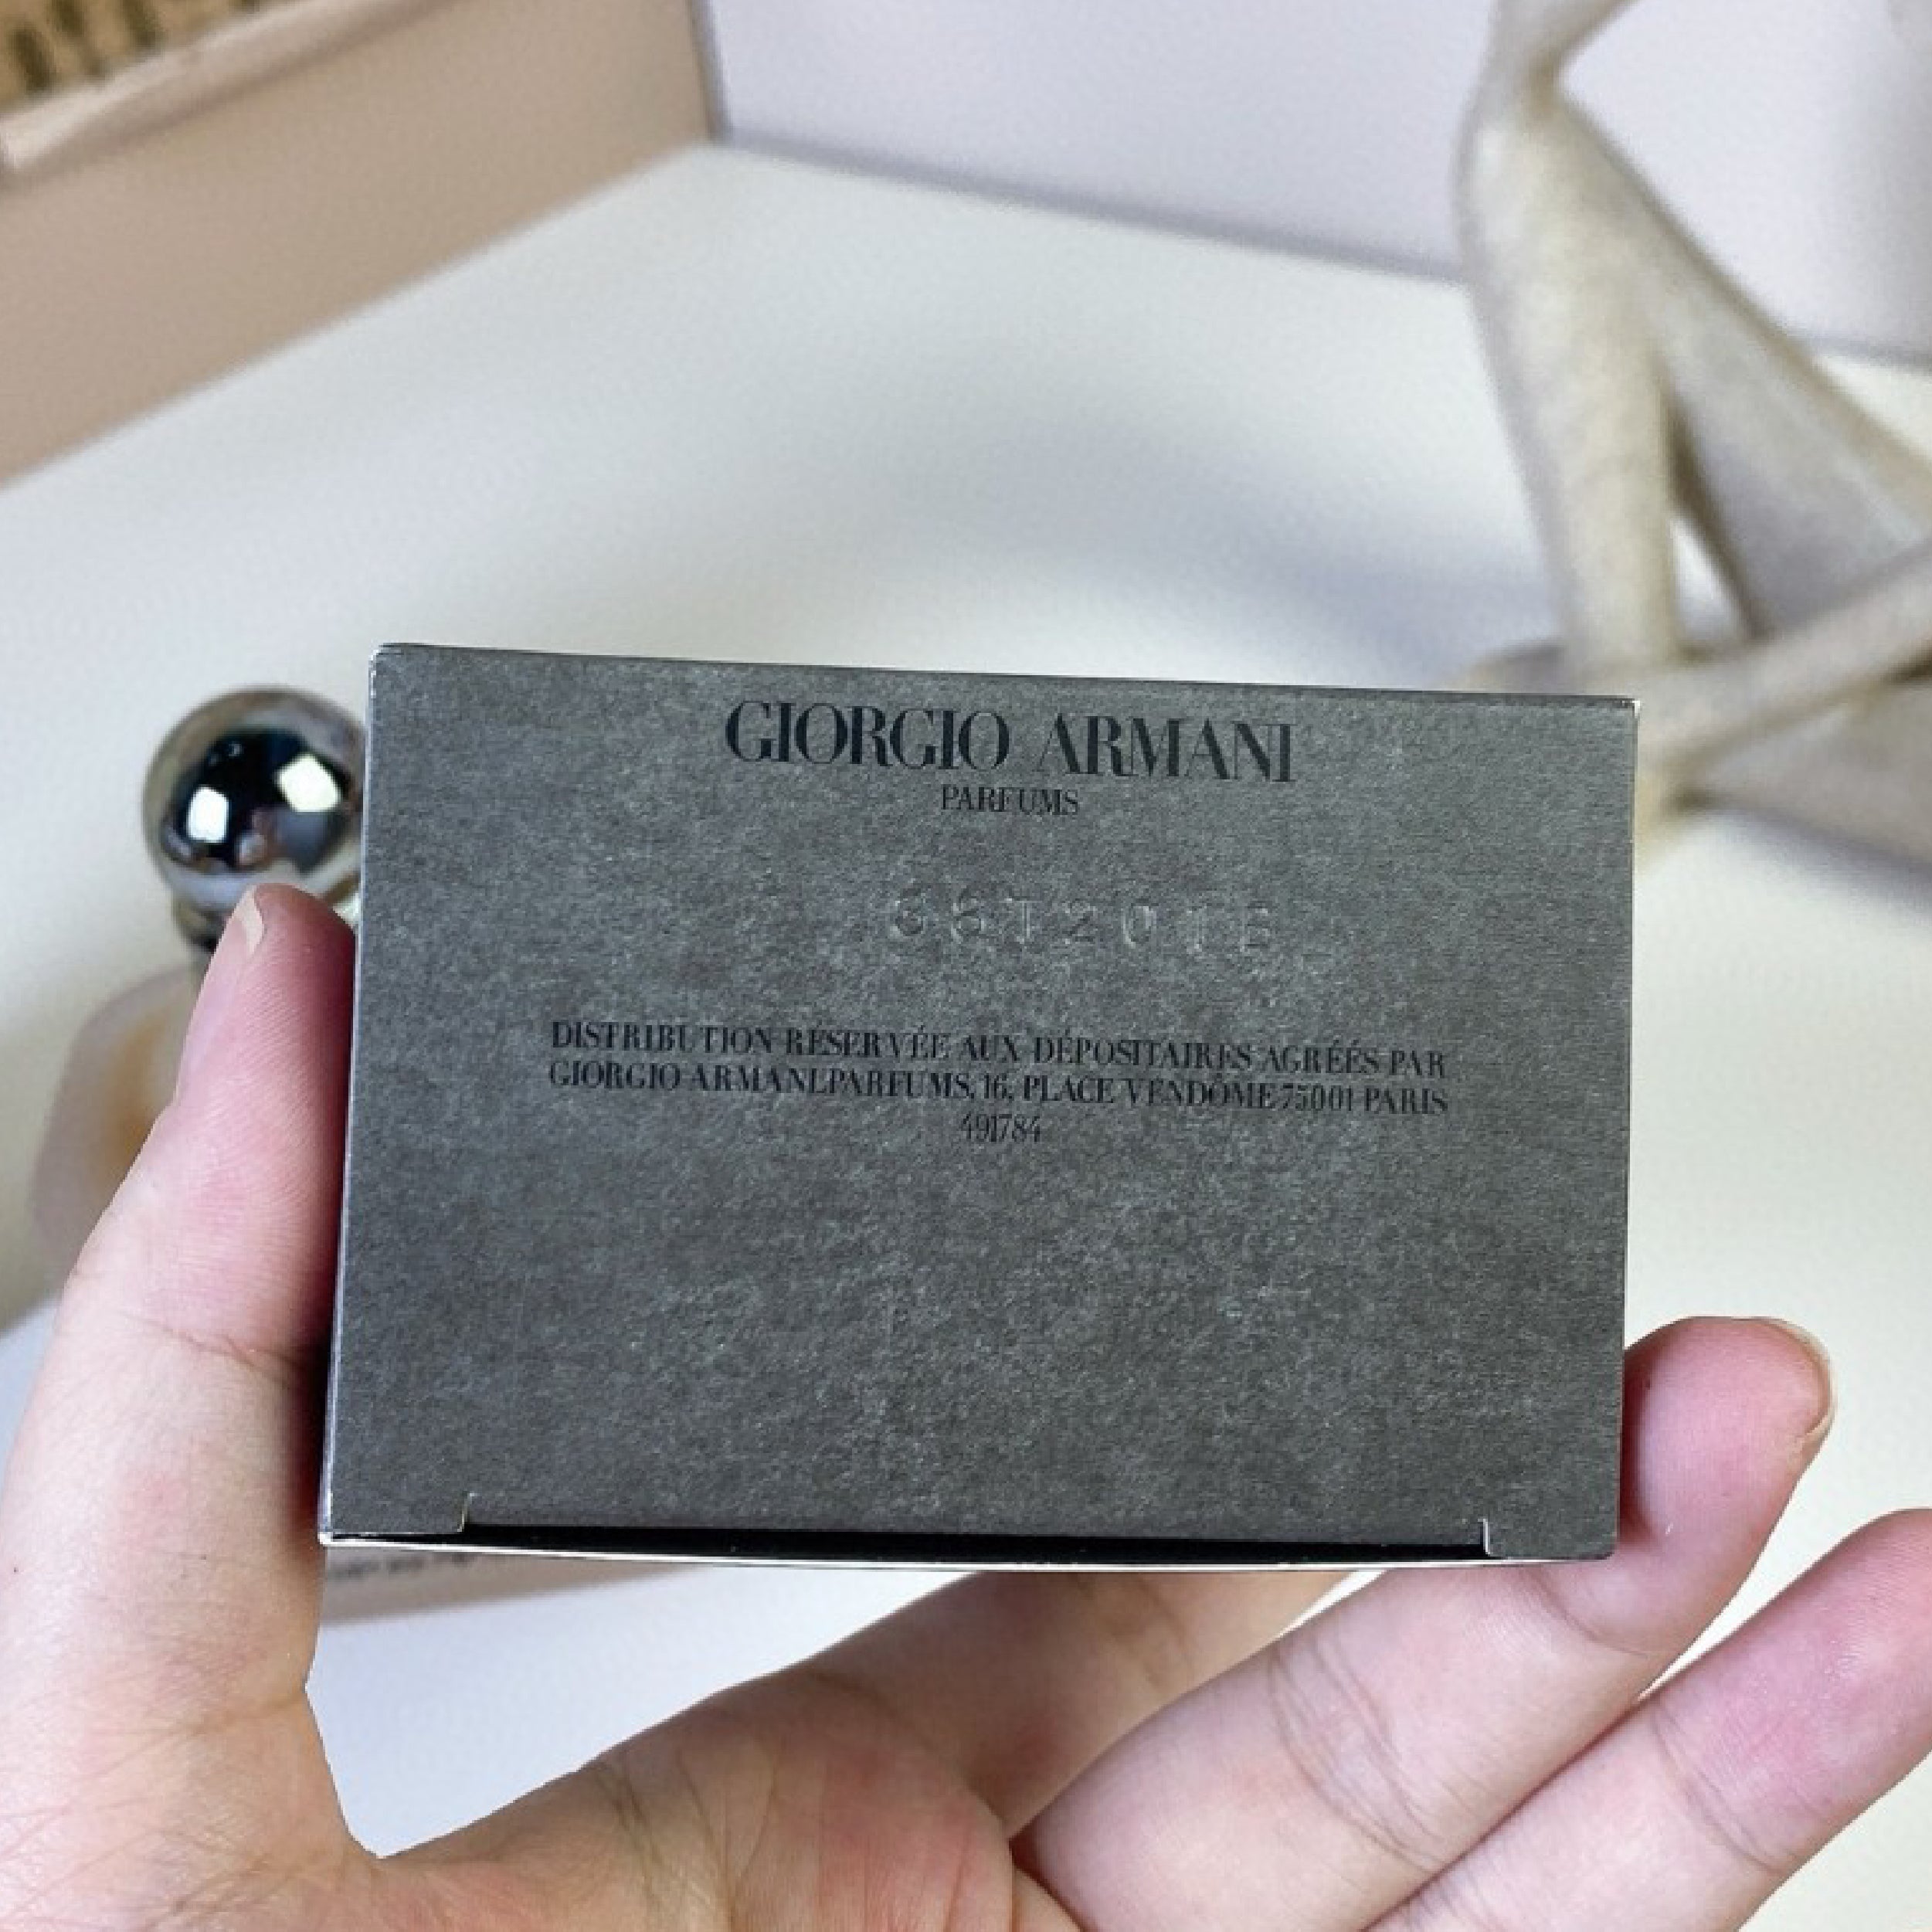 GIORGIO ARMANI
PARFUMS
DISTRIBUTION RÉSERVÉE AUX DÉPOSITAIRES AGRÉÉS PAR
GIORGIO ARMANI.PARFUMS, 16, PLACE VENDÔME 75001 PARIS
491784